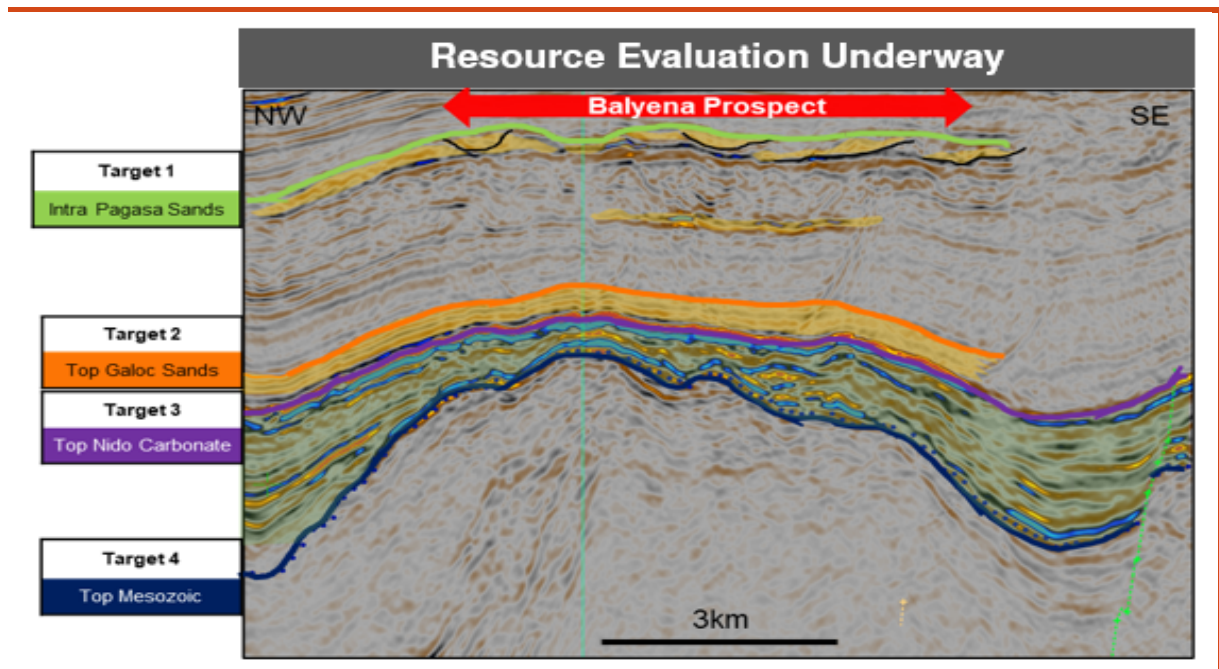 Resource Evaluation Underway
Balyena Prospect
NW
SE
Target 1
Intra Pagasa Sands
Target 2
Top Galoc Sands
Target 3
Top Nido Carbonate
Target 4
Top Mesozoic
3km